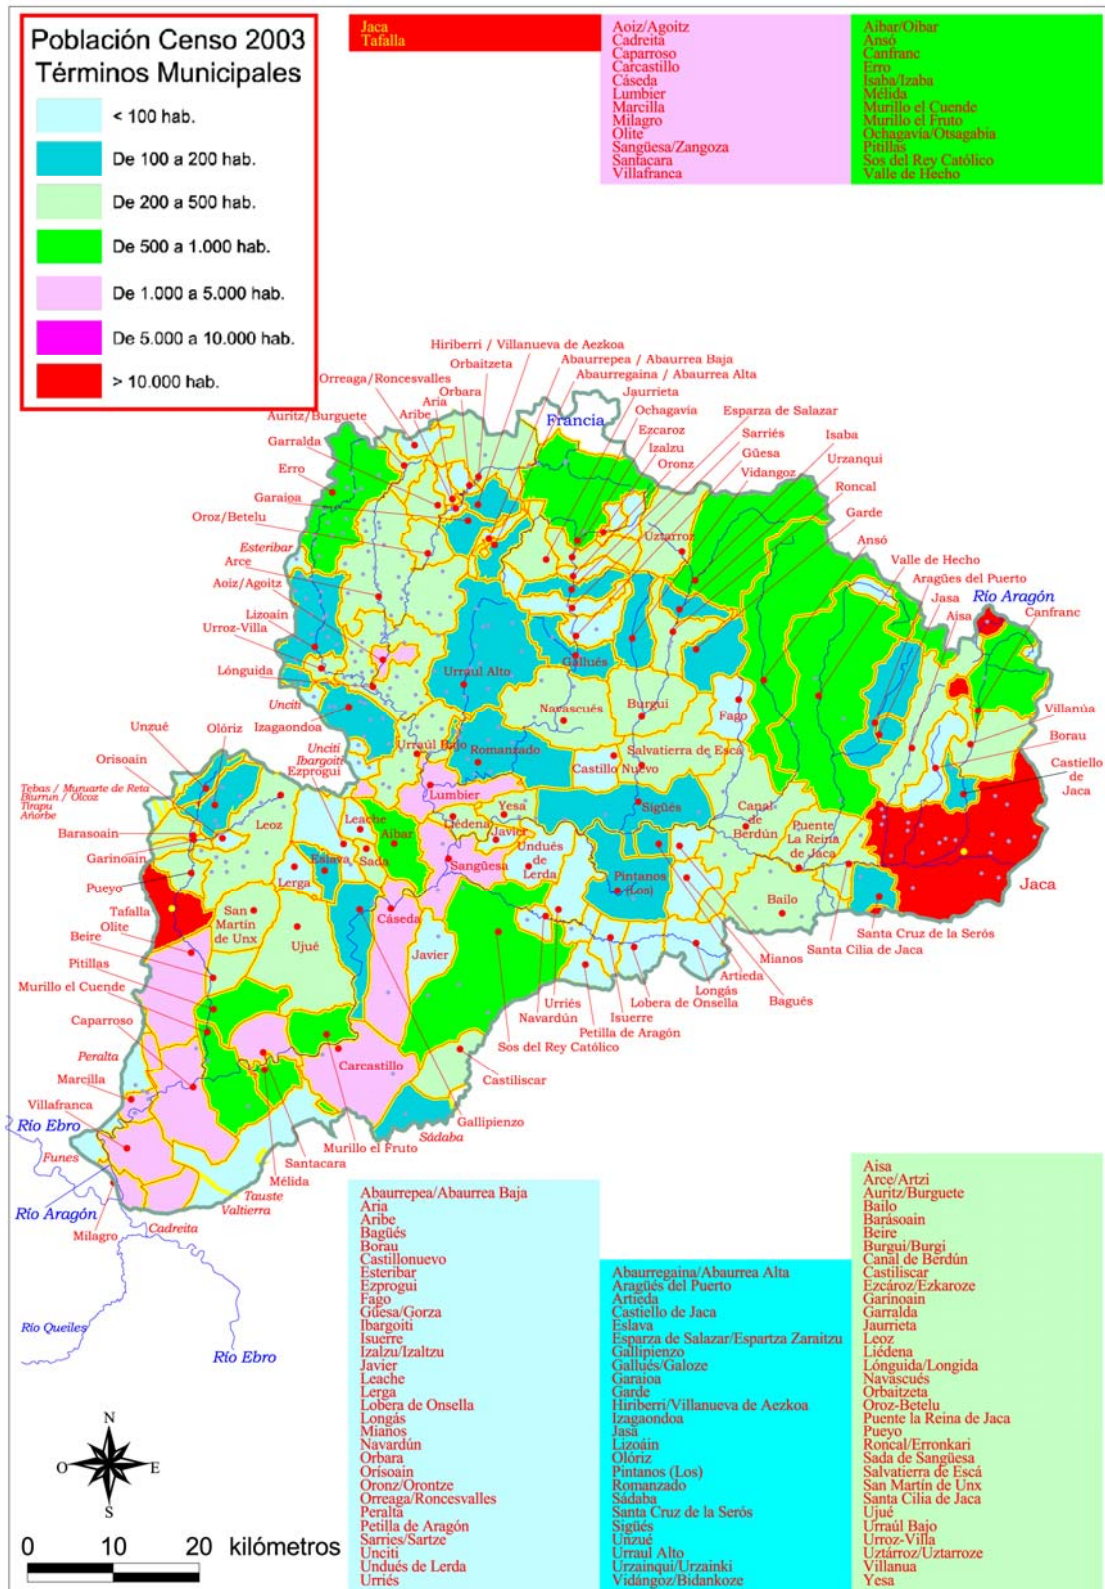 Población Censo 2003
Términos Municipales
< 100 hab.
De 100 a 200 hab.
De 200 a 500 hab.
De 500 a 1.000 hab.
De 1.000 a 5.000 hab.
De 5.000 a 10.000 hab.
> 10.000 hab.
Jaca
Tafalla
Aoiz/Agoitz
Cadreita
Caparroso
Carcastillo
Cáseda
Lumbier
Marcilla
Milagro
Olite
Sangüesa/Zangoza
Santacara
Villafranca
Aibar/Oibar
Ansó
Canfranc
Erro
Isaba/Izaba
Mélida
Murillo el Cuende
Murillo el Fruto
Ochagavía/Otsagabia
Pitillas
Sos del Rey Católico
Valle de Hecho
Hiriberri / Villanueva de Aezkoa
Orbaitzeta
Abaurrepea / Abaurrea Baja
Abaurregaina / Abaurrea Alta
Orreaga/Roncesvalles
Orbara
Aria
Aribe
Jaurrieta
Ochagavía
Auritz/Burguete
Francia
Esparza de Salazar
Garralda
Ezcaroz
Sarriés
Isaba
Izalzu
Güesa
Urzanqui
Erro
Oronz
Vidangoz
Roncal
Garaioa
Garde
Oroz/Betelu
Uztarroz
Ansó
Esteribar
Arce
Valle de Hecho
Aoiz/Agoitz
Aragües del Puerto
Río Aragón
Lizoain
Jasa
Canfranc
Urroz-Villa
Aisa
Lónguida
Urraul Alto
Gallués
Unciti
Izagaondoa
Navascués
Burgui
Fago
Villanúa
Unzué
Olóriz
Unciti
Ibargoiti
Ezprogui
Urraúl Bajo
Romanzado
Salvatierra de Escá
Castillo Nuevo
Borau
Orisoain
Castiello
de
Jaca
Tebas / Muruarte de Reta
Biurrun / Olcoz
Tirapu
Añorbe
Lumbier
Yesa
Sigüés
Canal
de
Berdún
Barasoain
Leoz
Leache
Aibar
Liédena
Javier
Puente
La Reina
de Jaca
Garinoain
Eslava
Sada
Sangüesa
Undués
de
Lerda
Pintanos
(Los)
Pueyo
Lerga
Jaca
Tafalla
San
Martín
de Unx
Cáseda
Bailo
Olite
Ujué
Santa Cruz de la Serós
Beire
Javier
Santa Cilia de Jaca
Pitillas
Mianos
Artieda
Murillo el Cuende
Longás
Bagués
Urriés
Lobera de Onsella
Navardún
Isuerre
Caparroso
Petilla de Aragón
Sos del Rey Católico
Peralta
Carcastillo
Castiliscar
Marcilla
Villafranca
Gallipienzo
Río Ebro
Sádaba
Funes
Murillo el Fruto
Santacara
Mélida
Tauste
Río Aragón
Valtierra
Milagro
Cadreita
Río Queiles
Río Ebro
Abaurrepea/Abaurrea Baja
Aria
Aribe
Bagüés
Borau
Castillonuevo
Esteribar
Ezprogui
Fago
Güesa/Gorza
Ibargoiti
Isuerre
Izalzu/Izaltzu
Javier
Leache
Lerga
Lobera de Onsella
Longás
Mianos
Navardún
Orbara
Orisoain
Oronz/Orontze
Orreaga/Roncesvalles
Peralta
Petilla de Aragón
Sarries/Sartze
Unciti
Undués de Lerda
Urriés
Abaurregaina/Abaurrea Alta
Aragüés del Puerto
Artieda
Castiello de Jaca
Eslava
Esparza de Salazar/Espartza Zaraitzu
Gallipienzo
Gallués/Galoze
Garaioa
Garde
Hiriberri/Villanueva de Aezkoa
Izagaondoa
Jasa
Lizoáin
Olóriz
Pintanos (Los)
Romanzado
Sádaba
Santa Cruz de la Serós
Sigüés
Unzué
Urraul Alto
Urzainqui/Urzainki
Vidángoz/Bidankoze
Aisa
Arce/Artzi
Auritz/Burguete
Bailo
Barásoain
Beire
Burgui/Burgi
Canal de Berdún
Castiliscar
Ezcároz/Ezkaroze
Garínoain
Garralda
Jaurrieta
Leoz
Liédena
Lónguida/Longida
Navascués
Orbaitzeta
Oroz-Betelu
Puente la Reina de Jaca
Pueyo
Roncal/Erronkari
Sada de Sangüesa
Salvatierra de Escá
San Martín de Unx
Santa Cilia de Jaca
Ujué
Urraúl Bajo
Urroz-Villa
Uztárroz/Uztarroze
Villanua
Yesa
N
O
E
S
0 10 20 kilómetros